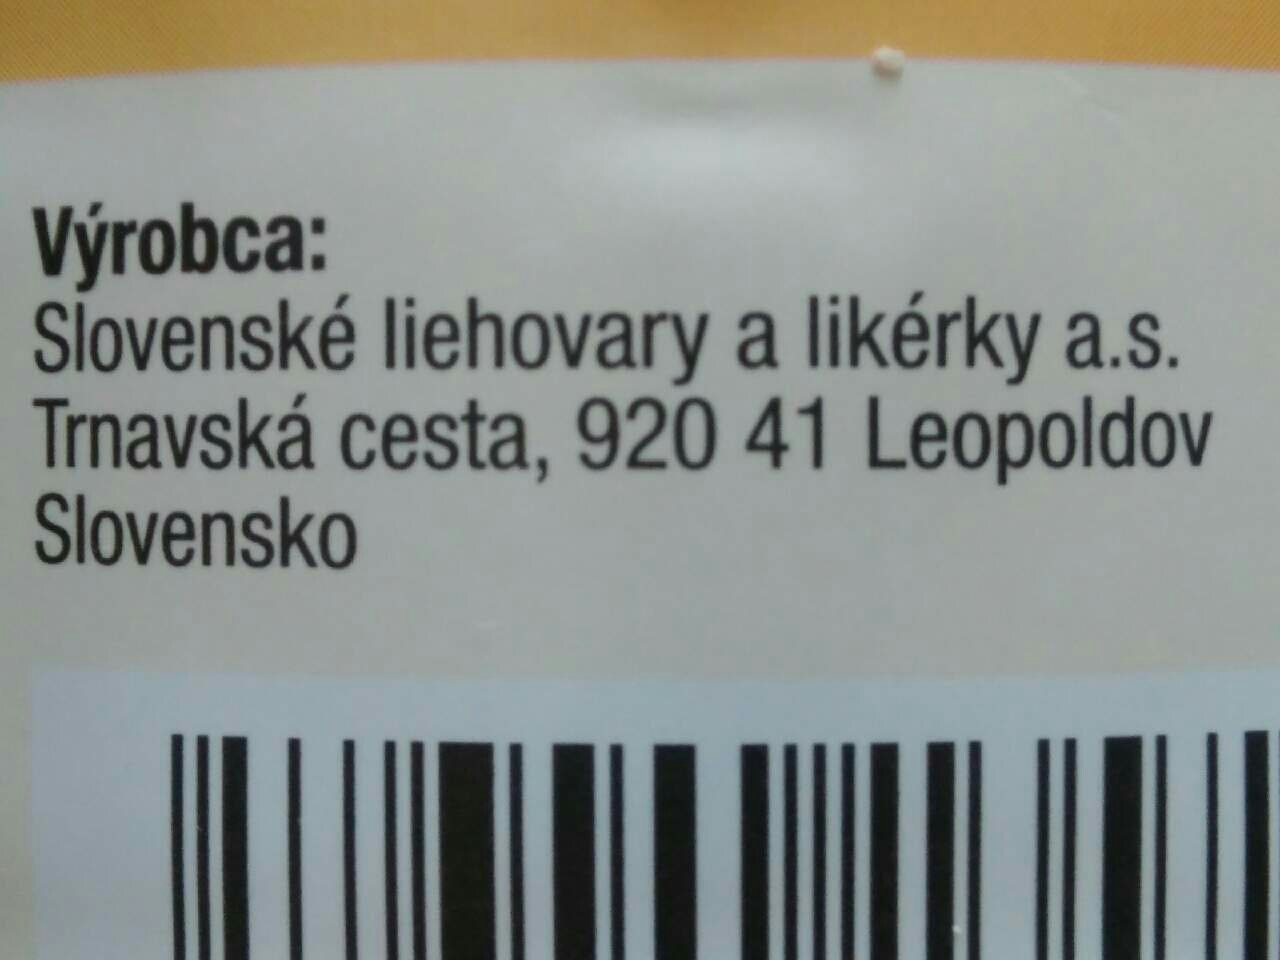 Výrobca:
Slovenské liehovary a likérky a.s.
Trnavská cesta, 920 41 Leopoldov
Slovensko